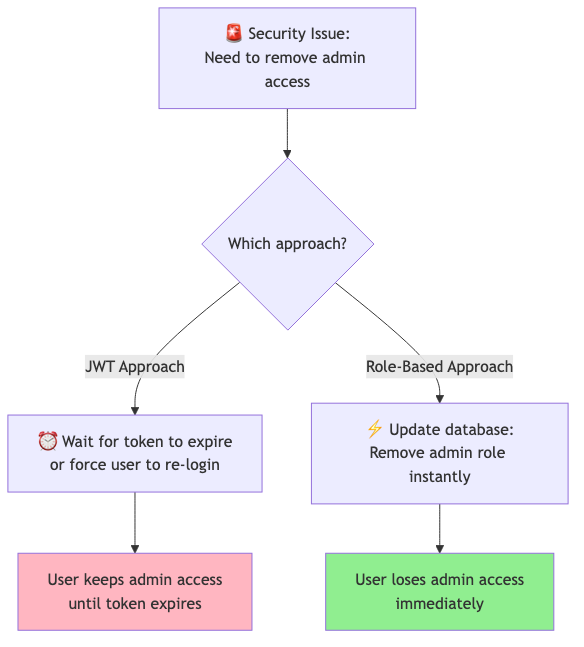 🚨 Security Issue:
Need to remove admin
access
Which approach?
JWT Approach
Role-Based Approach
⏰ Wait for token to expire
or force user to re-login
⚡ Update database:
Remove admin role
instantly
User keeps admin access
until token expires
User loses admin access
immediately